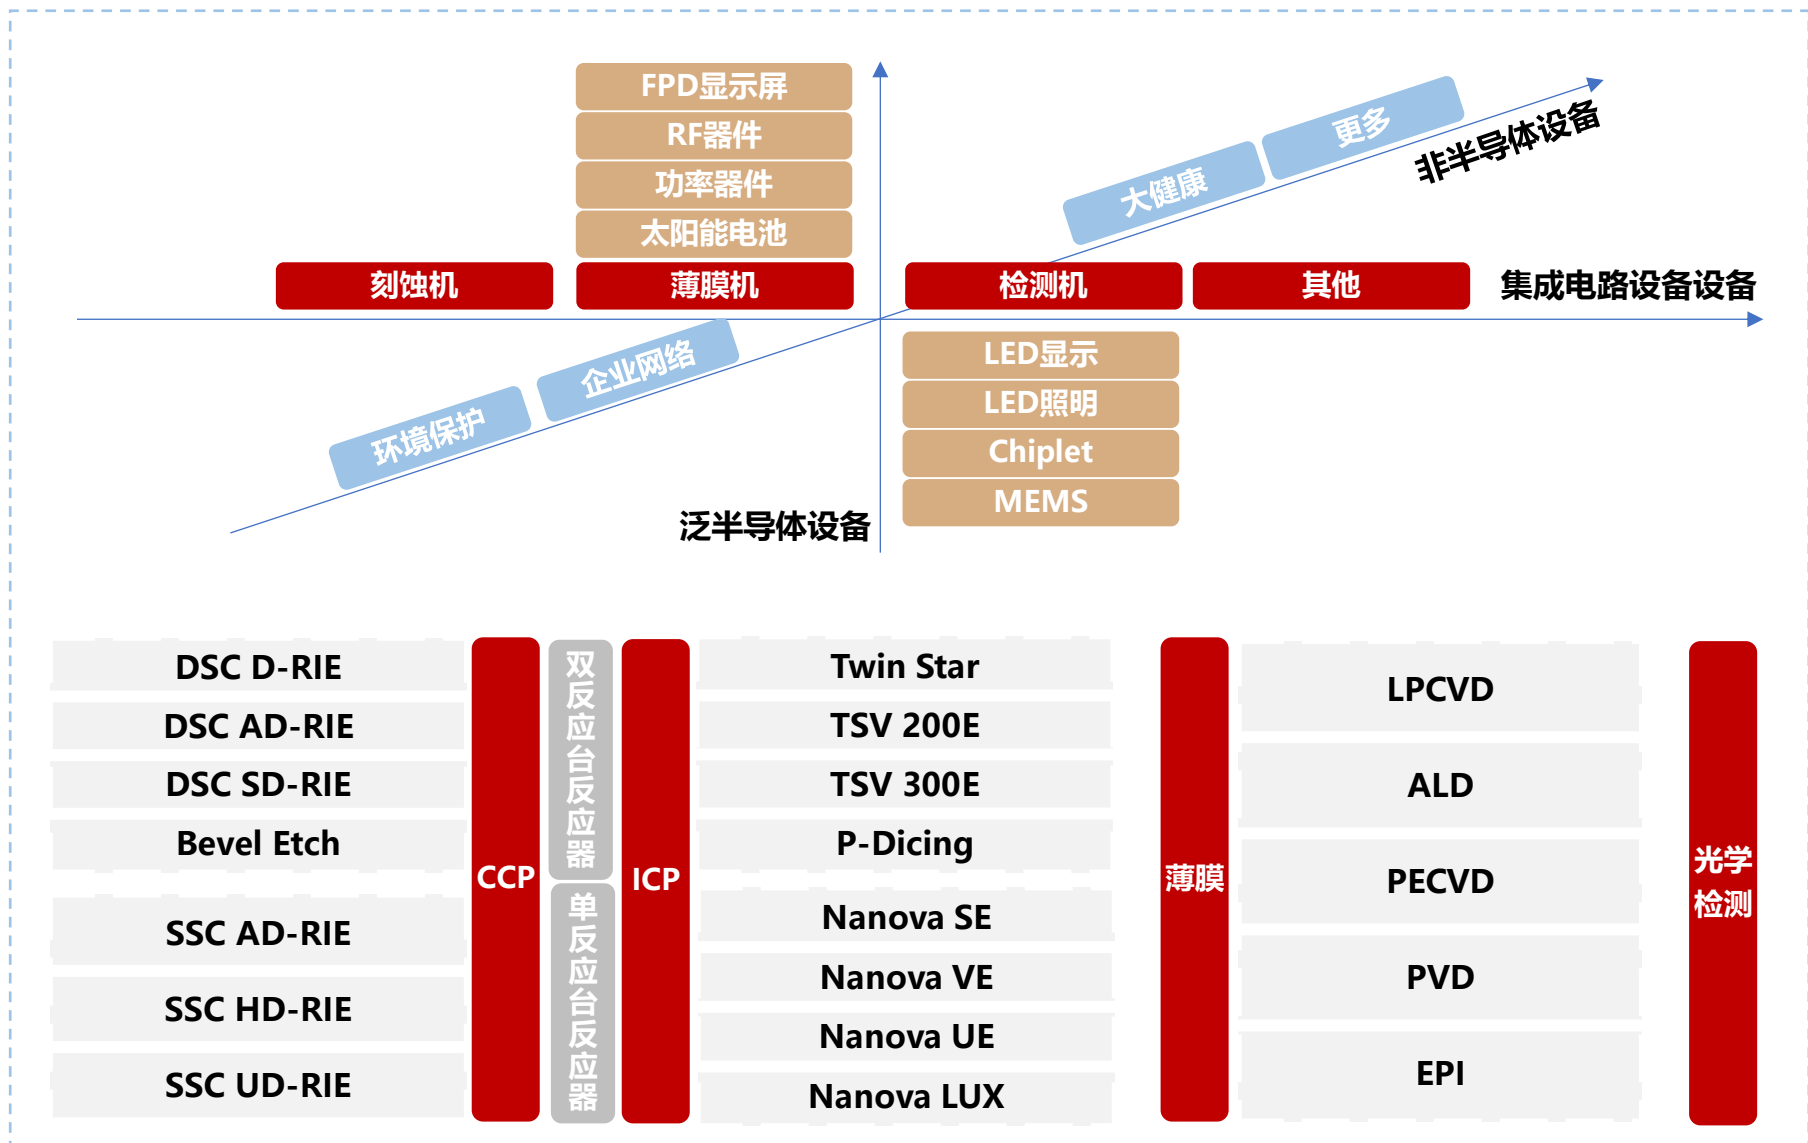 FPD显示屏
RF器件
功率器件
太阳能电池
更多
大健康
非半导体设备
刻蚀机
薄膜机
检测机
其他
集成电路设备设备
企业网络
环境保护
LED显示
LED照明
Chiplet
MEMS
泛半导体设备
DSC D-RIE
DSC AD-RIE
DSC SD-RIE
Bevel Etch
SSC AD-RIE
SSC HD-RIE
SSC UD-RIE
CCP
双反应台反应器
单反应台反应器
ICP
Twin Star
TSV 200E
TSV 300E
P-Dicing
Nanova SE
Nanova VE
Nanova UE
Nanova LUX
薄膜
LPCVD
ALD
PECVD
PVD
EPI
光学
检测